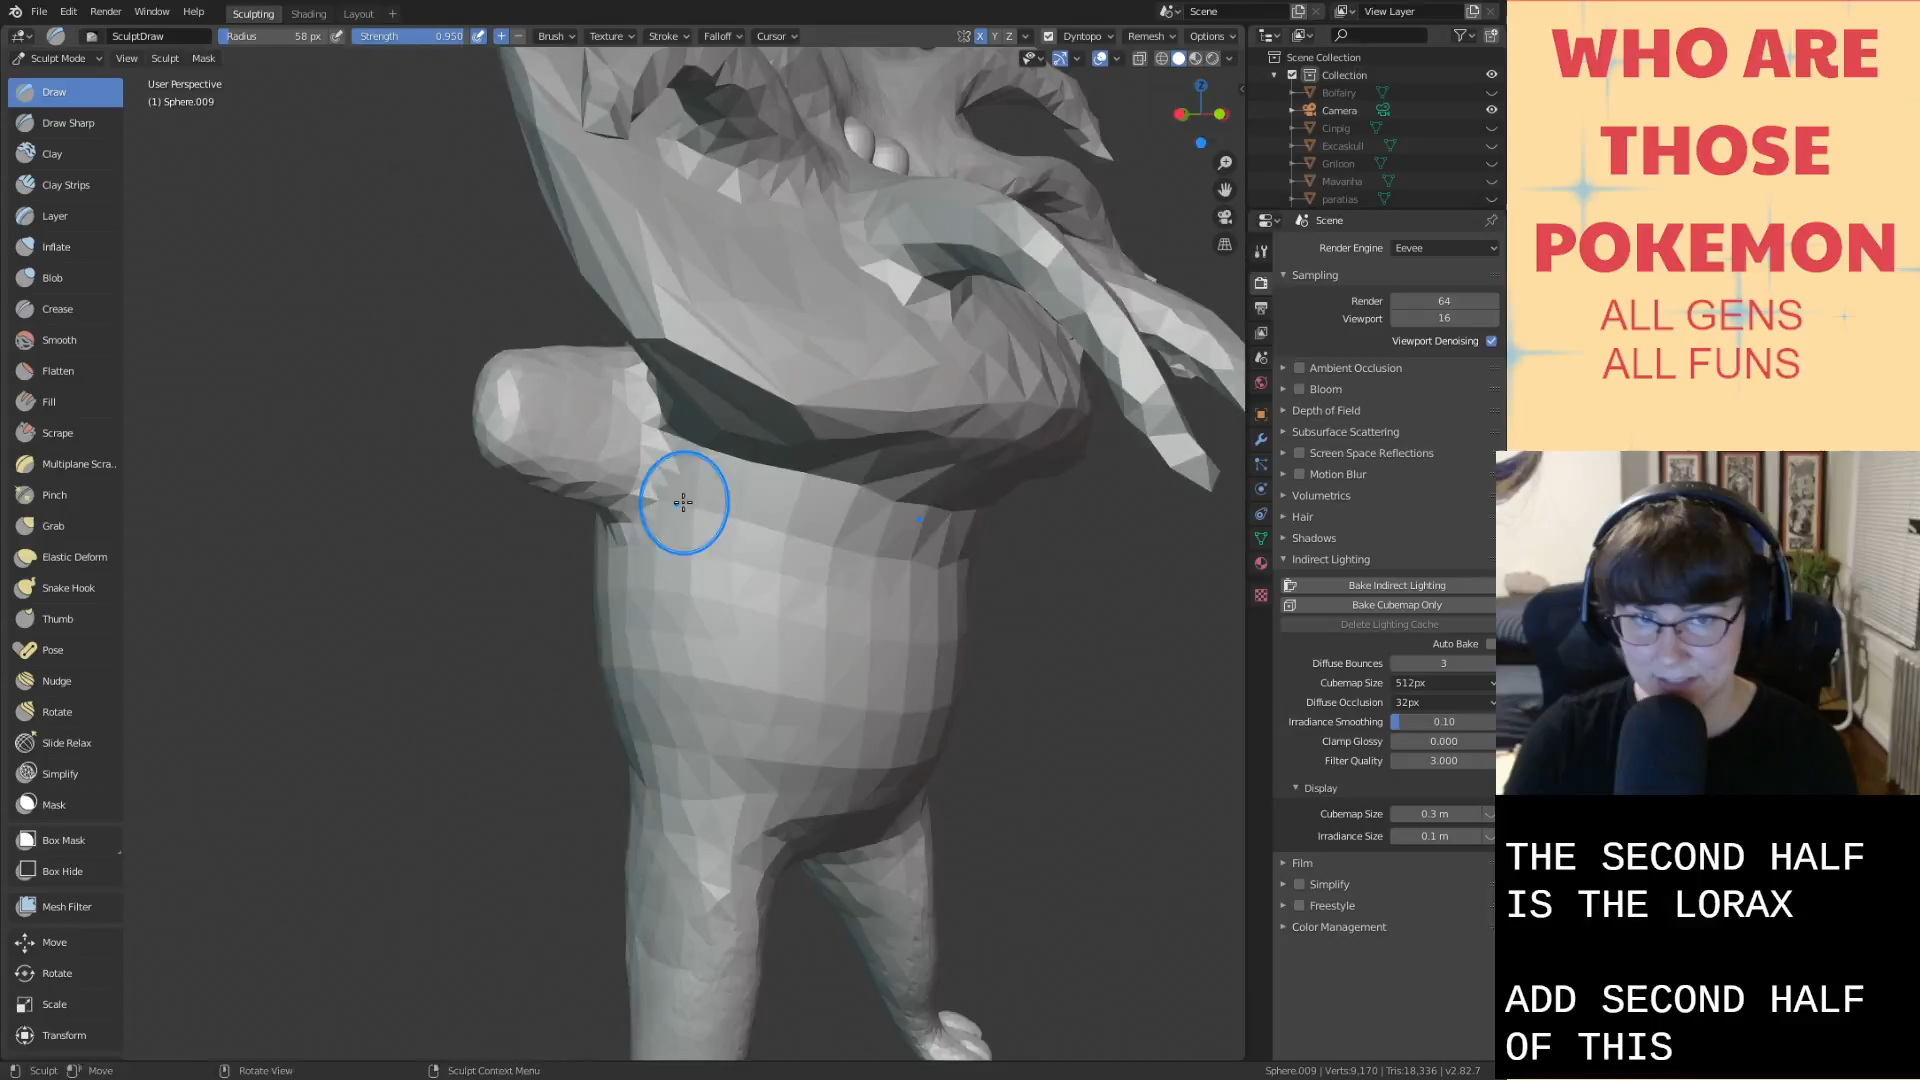 File Edit Render Window Help Sculpting Shading Layout +
Scene View Layer
SculptDraw Radius 58 px Strength 0.950 Brush Texture Stroke Falloff Cursor X Y Z Dyntopo Remesh Options
Sculpt Mode View Sculpt Mask
User Perspective
(1) Sphere.009
Draw
Draw Sharp
Clay
Clay Strips
Layer
Inflate
Blob
Crease
Smooth
Flatten
Fill
Scrape
Multiplane Scra..
Pinch
Grab
Elastic Deform
Snake Hook
Thumb
Pose
Nudge
Rotate
Slide Relax
Simplify
Mask
Box Mask
Box Hide
Mesh Filter
Move
Rotate
Scale
Transform
Z
Scene Collection
Collection
Bolfairy
Camera
Cinpig
Excaskull
Gnioon
Mavanha
paratias
Scene
Render Engine Eevee
Sampling
Render 64
Viewport 16
Viewport Denoising
Ambient Occlusion
Bloom
Depth of Field
Subsurface Scattering
Screen Space Reflections
Motion Blur
Volumetrics
Hair
Shadows
Indirect Lighting
Bake Indirect Lighting
Bake Cubemap Only
Delete Lighting Cache
Auto Bake
Diffuse Bounces 3
Cubemap Size 512px
Diffuse Occlusion 32px
Irradiance Smoothing 0.10
Clamp Glossy 0.000
Filter Quality 3.000
Display
Cubemap Size 0.3 m
Irradiance Size 0.1 m
Film
Simplify
Freestyle
Color Management
Sculpt Move Rotate View Sculpt Context Menu Sphere.009 | Verts:9,170 | Tris:18,336 | v2.82.7
WHO ARE
THOSE
POKEMON
ALL GENS
ALL FUNS
THE SECOND HALF
IS THE LORAX
ADD SECOND HALF
OF THIS